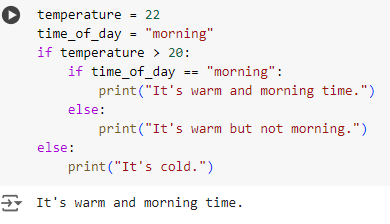 temperature = 22
time_of_day = "morning"
if temperature > 20:
    if time_of_day == "morning":
        print("It's warm and morning time.")
    else:
        print("It's warm but not morning.")
else:
    print("It's cold.")
It's warm and morning time.